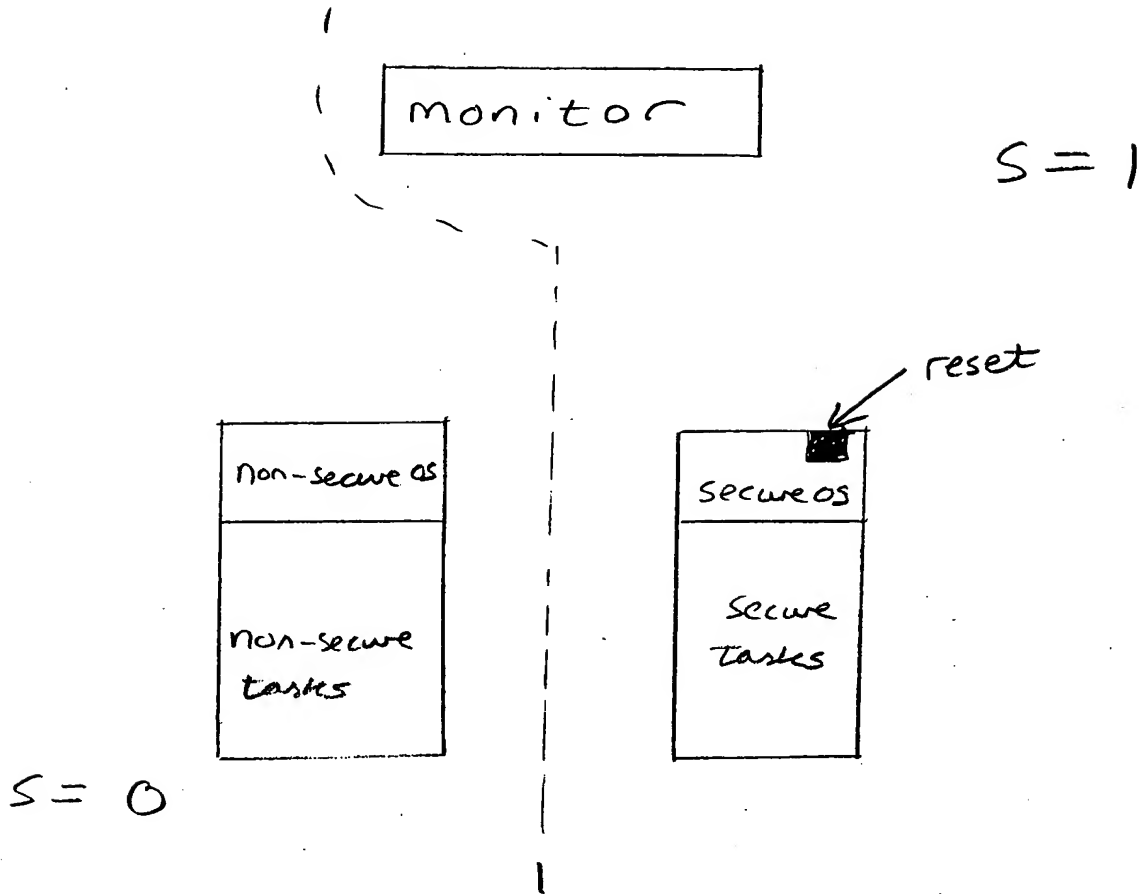 monitor
S = 1
reset
non-secure os
secure os
non-secure
tasks
secure
tasks
S = 0